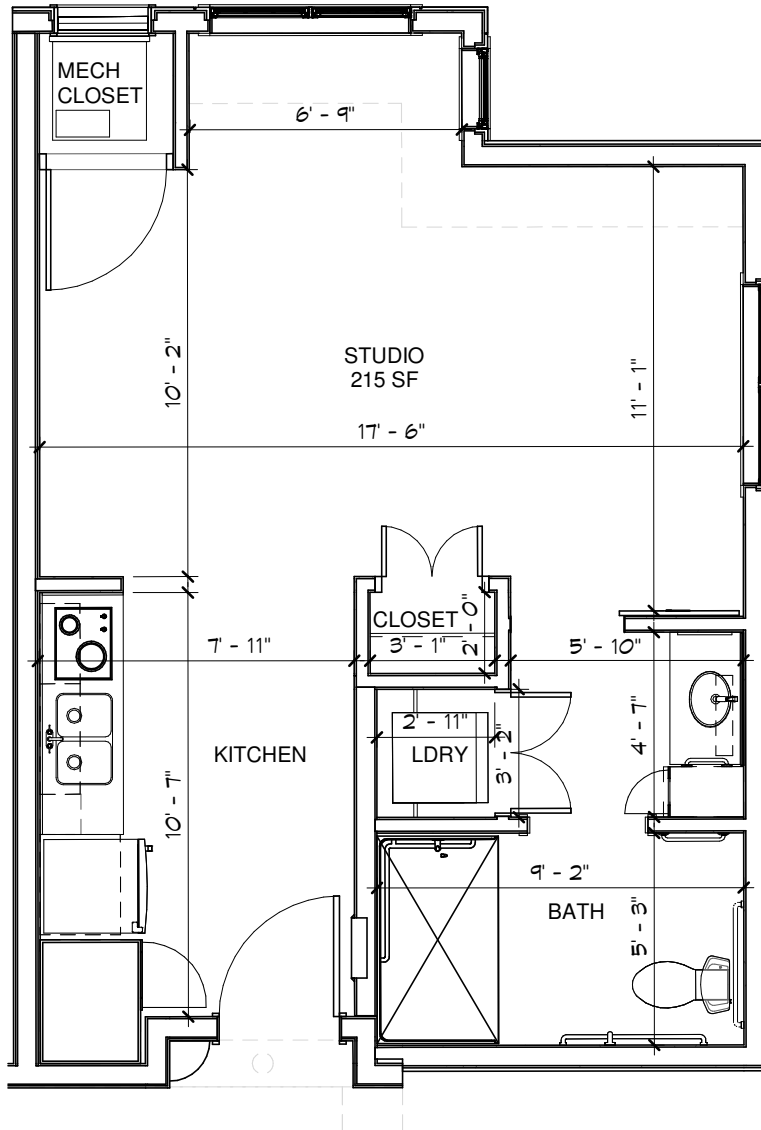 MECH
CLOSET
6' - 9"
10' - 2"
STUDIO
215 SF
11' - 1"
17' - 6"
CLOSET
2' - 0"
7' - 11"
3' - 1"
5' - 10"
2' - 11"
KITCHEN
LDRY
3' - 2"
4' - 7"
10' - 7"
9' - 2"
BATH
5' - 3"